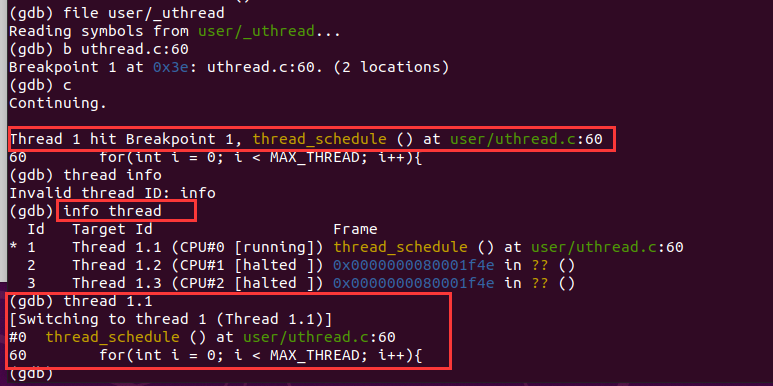 (gdb) file user/_uthread
Reading symbols from user/_uthread...
(gdb) b uthread.c:60
Breakpoint 1 at 0x3e: uthread.c:60. (2 locations)
(gdb) c
Continuing.
Thread 1 hit Breakpoint 1, thread_schedule () at user/uthread.c:60
60 for(int i = 0; i < MAX_THREAD; i++){
(gdb) thread info
Invalid thread ID: info
(gdb) info thread
Id Target Id Frame
* 1 Thread 1.1 (CPU#0 [running]) thread_schedule () at user/uthread.c:60
2 Thread 1.2 (CPU#1 [halted ]) 0x0000000080001f4e in ?? ()
3 Thread 1.3 (CPU#2 [halted ]) 0x0000000080001f4e in ?? ()
(gdb) thread 1.1
[Switching to thread 1 (Thread 1.1)]
#0 thread_schedule () at user/uthread.c:60
60 for(int i = 0; i < MAX_THREAD; i++){
(gdb)